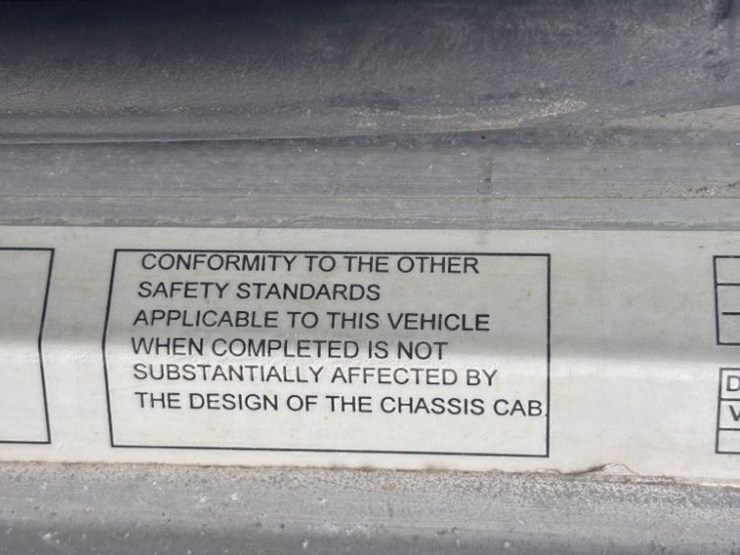 CONFORMITY TO THE OTHER
SAFETY STANDARDS
APPLICABLE TO THIS VEHICLE
WHEN COMPLETED IS NOT
SUBSTANTIALLY AFFECTED BY
THE DESIGN OF THE CHASSIS CAB.
D
V